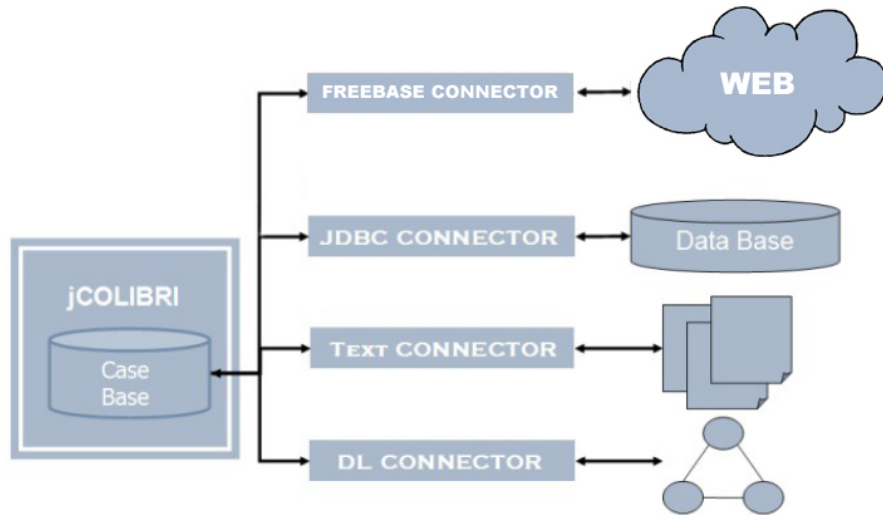 FREEBASE CONNECTOR
WEB
JDBC CONNECTOR
Data Base
jCOLIBRI
Case
Base
TEXT CONNECTOR
DL CONNECTOR